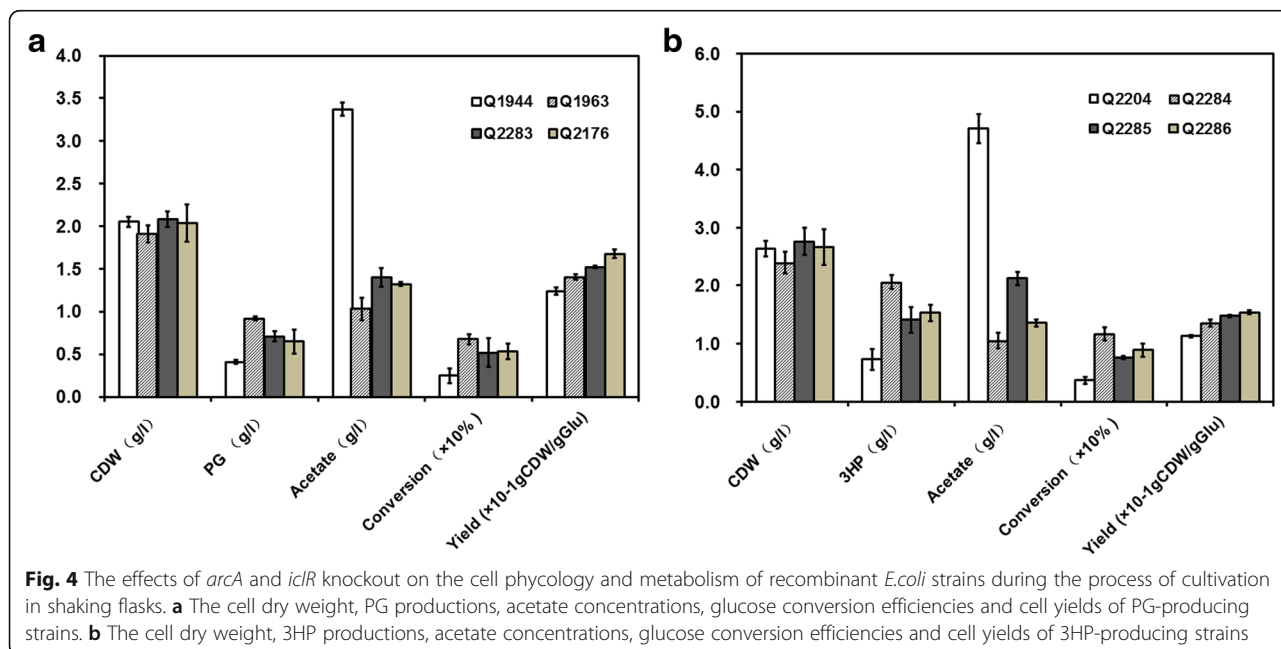 a
4.0
3.5
3.0
2.5
2.0
1.5
1.0
0.5
0.0
Q1944 Q1963
Q2283 Q2176
CDW（g/l）
PG（g/l）
Acetate（g/l）
Conversion（×10%）
Yield (×10-1gCDW/gGlu)
b
6.0
5.0
4.0
3.0
2.0
1.0
0.0
Q2204 Q2284
Q2285 Q2286
CDW（g/l）
3HP（g/l）
Acetate（g/l）
Conversion（×10%）
Yield (×10-1gCDW/gGlu)
Fig. 4 The effects of arcA and iclR knockout on the cell phycology and metabolism of recombinant E.coli strains during the process of cultivation
in shaking flasks. a The cell dry weight, PG productions, acetate concentrations, glucose conversion efficiencies and cell yields of PG-producing
strains. b The cell dry weight, 3HP productions, acetate concentrations, glucose conversion efficiencies and cell yields of 3HP-producing strains